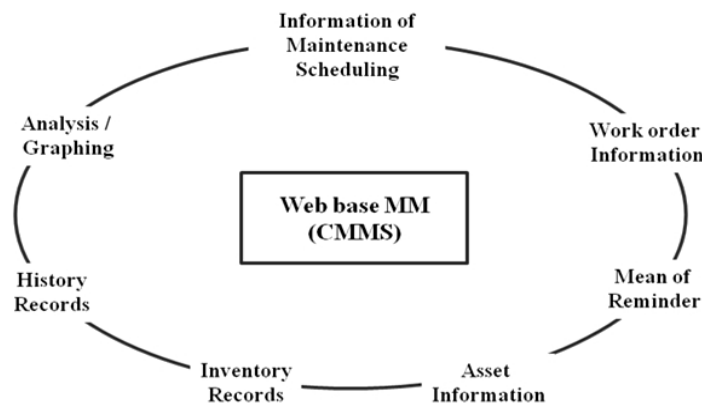 Information of
Maintenance
Scheduling
Analysis /
Graphing
Work order
Information
Web base MM
(CMMS)
History
Records
Mean of
Reminder
Inventory
Records
Asset
Information